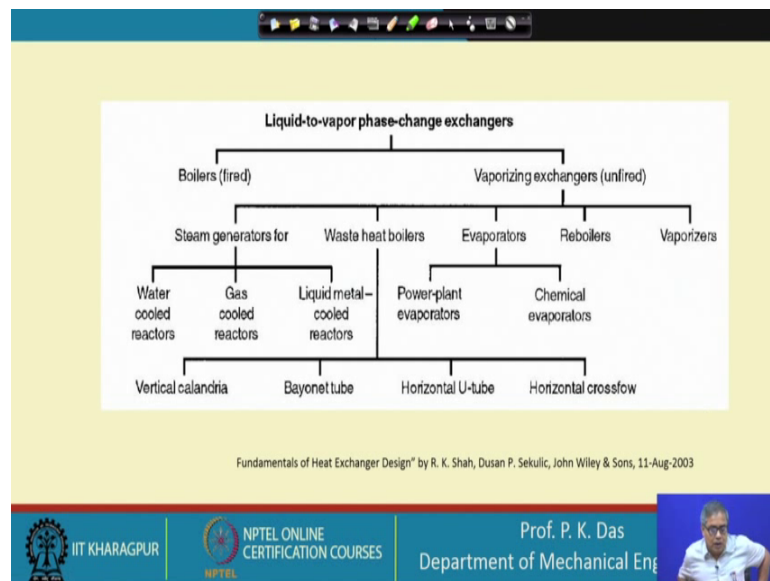 Liquid-to-vapor phase-change exchangers
Boilers (fired) Vaporizing exchangers (unfired)
Steam generators for Waste heat boilers Evaporators Reboilers Vaporizers
Water cooled reactors
Gas cooled reactors
Liquid metal–cooled reactors
Power-plant evaporators
Chemical evaporators
Vertical calandria Bayonet tube Horizontal U-tube Horizontal crossfow
Fundamentals of Heat Exchanger Design" by R. K. Shah, Dusan P. Sekulic, John Wiley & Sons, 11-Aug-2003
IIT KHARAGPUR
NPTEL
NPTEL ONLINE
CERTIFICATION COURSES
Prof. P. K. Das
Department of Mechanical Eng